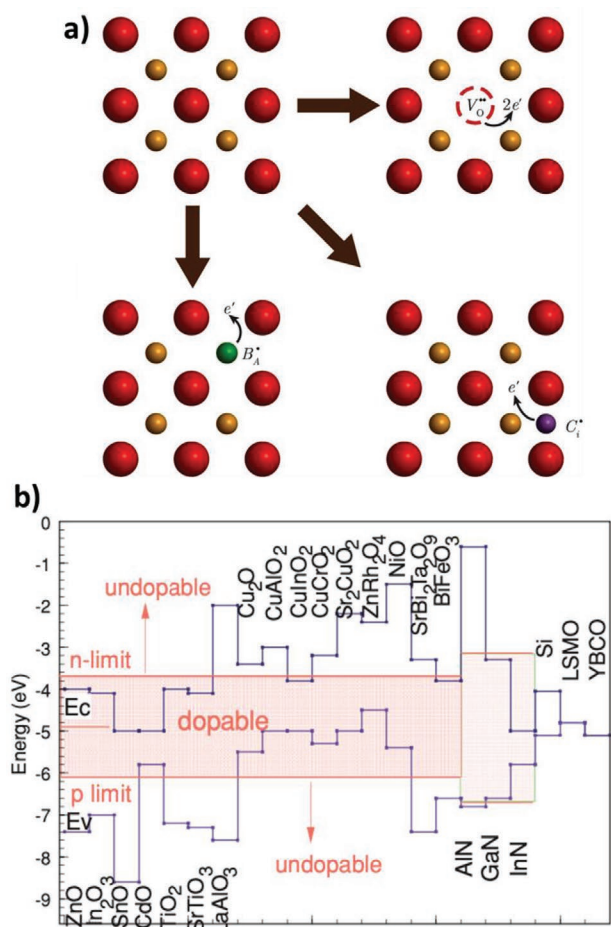 a)
V_O^{••} 2e′
e′
B_A^•
e′
C_i^•
b)
0
-1
-2
-3
-4
-5
-6
-7
-8
-9
Energy (eV)
undopable
n-limit
Ec
dopable
p limit
Ev
undopable
ZnO
In2O3
SnO
CdO
TiO2
SrTiO3
LaAlO3
Cu2O
CuAlO2
CuInO2
CuCrO2
Sr2CuO2
ZnRh2O4
NiO
SrBi2Ta2O9
BiFeO3
AlN
GaN
InN
Si
LSMO
YBCO